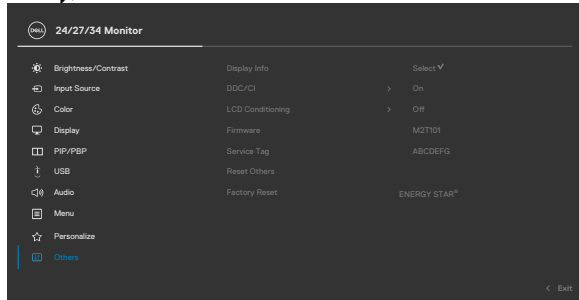 DELL 24/27/34 Monitor
Brightness/Contrast Display Info Select ✓
Input Source DDC/CI > On
Color LCD Conditioning > Off
Display Firmware M2T101
PIP/PBP Service Tag ABCDEFG
USB Reset Others
Audio Factory Reset ENERGY STAR®
Menu
Personalize
Others
< Exit